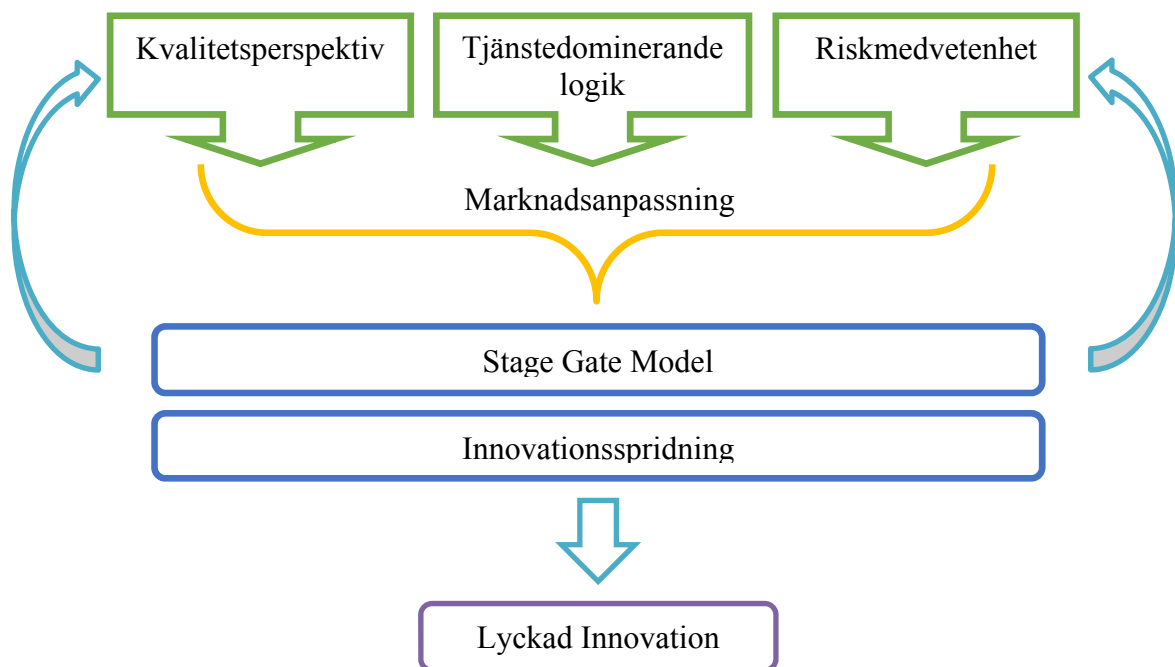 Kvalitetsperspektiv
Tjänstedominerande
logik
Riskmedvetenhet
Marknadsanpassning
Stage Gate Model
Innovationsspridning
Lyckad Innovation